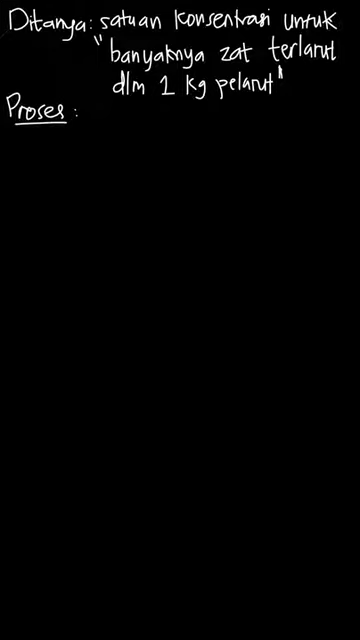 Ditanya: satuan konsentrasi untuk
"banyaknya zat terlarut
dlm 1 kg pelarut"
Proses :